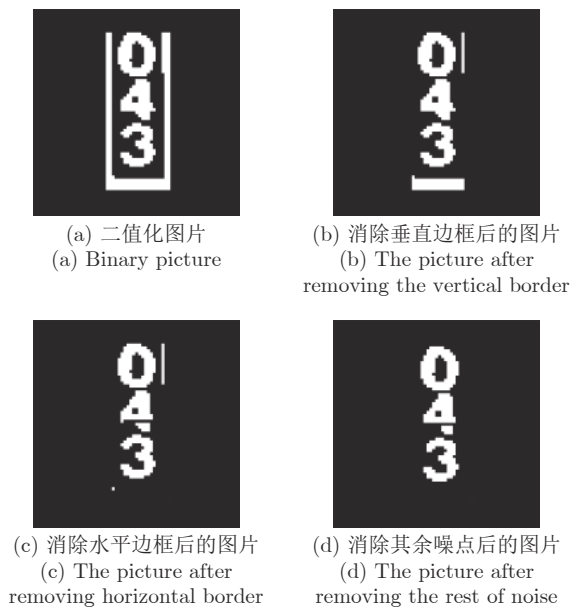 0
4
3
0
4
3
(a) 二值化图片
(a) Binary picture
(b) 消除垂直边框后的图片
(b) The picture after
removing the vertical border
0
4
3
0
4
3
(c) 消除水平边框后的图片
(c) The picture after
removing horizontal border
(d) 消除其余噪点后的图片
(d) The picture after
removing the rest of noise